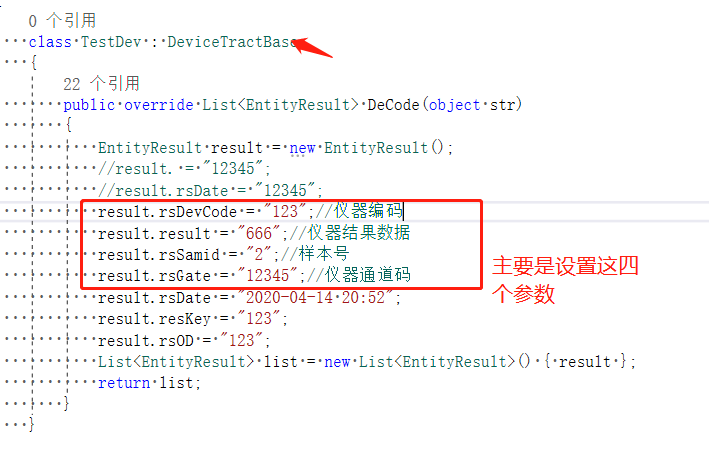 0 个引用
class TestDev : DeviceTractBase
{
22 个引用
public override List<EntityResult> DeCode(object str)
{
EntityResult result = new EntityResult();
//result. = "12345";
//result.rsDate = "12345";
result.rsDevCode = "123";//仪器编码
result.result = "666";//仪器结果数据
result.rsSamid = "2";//样本号
result.rsGate = "12345";//仪器通道码
主要是设置这四
个参数
result.rsDate = "2020-04-14 20:52";
result.resKey = "123";
result.rsOD = "123";
List<EntityResult> list = new List<EntityResult>() { result };
return list;
}
}